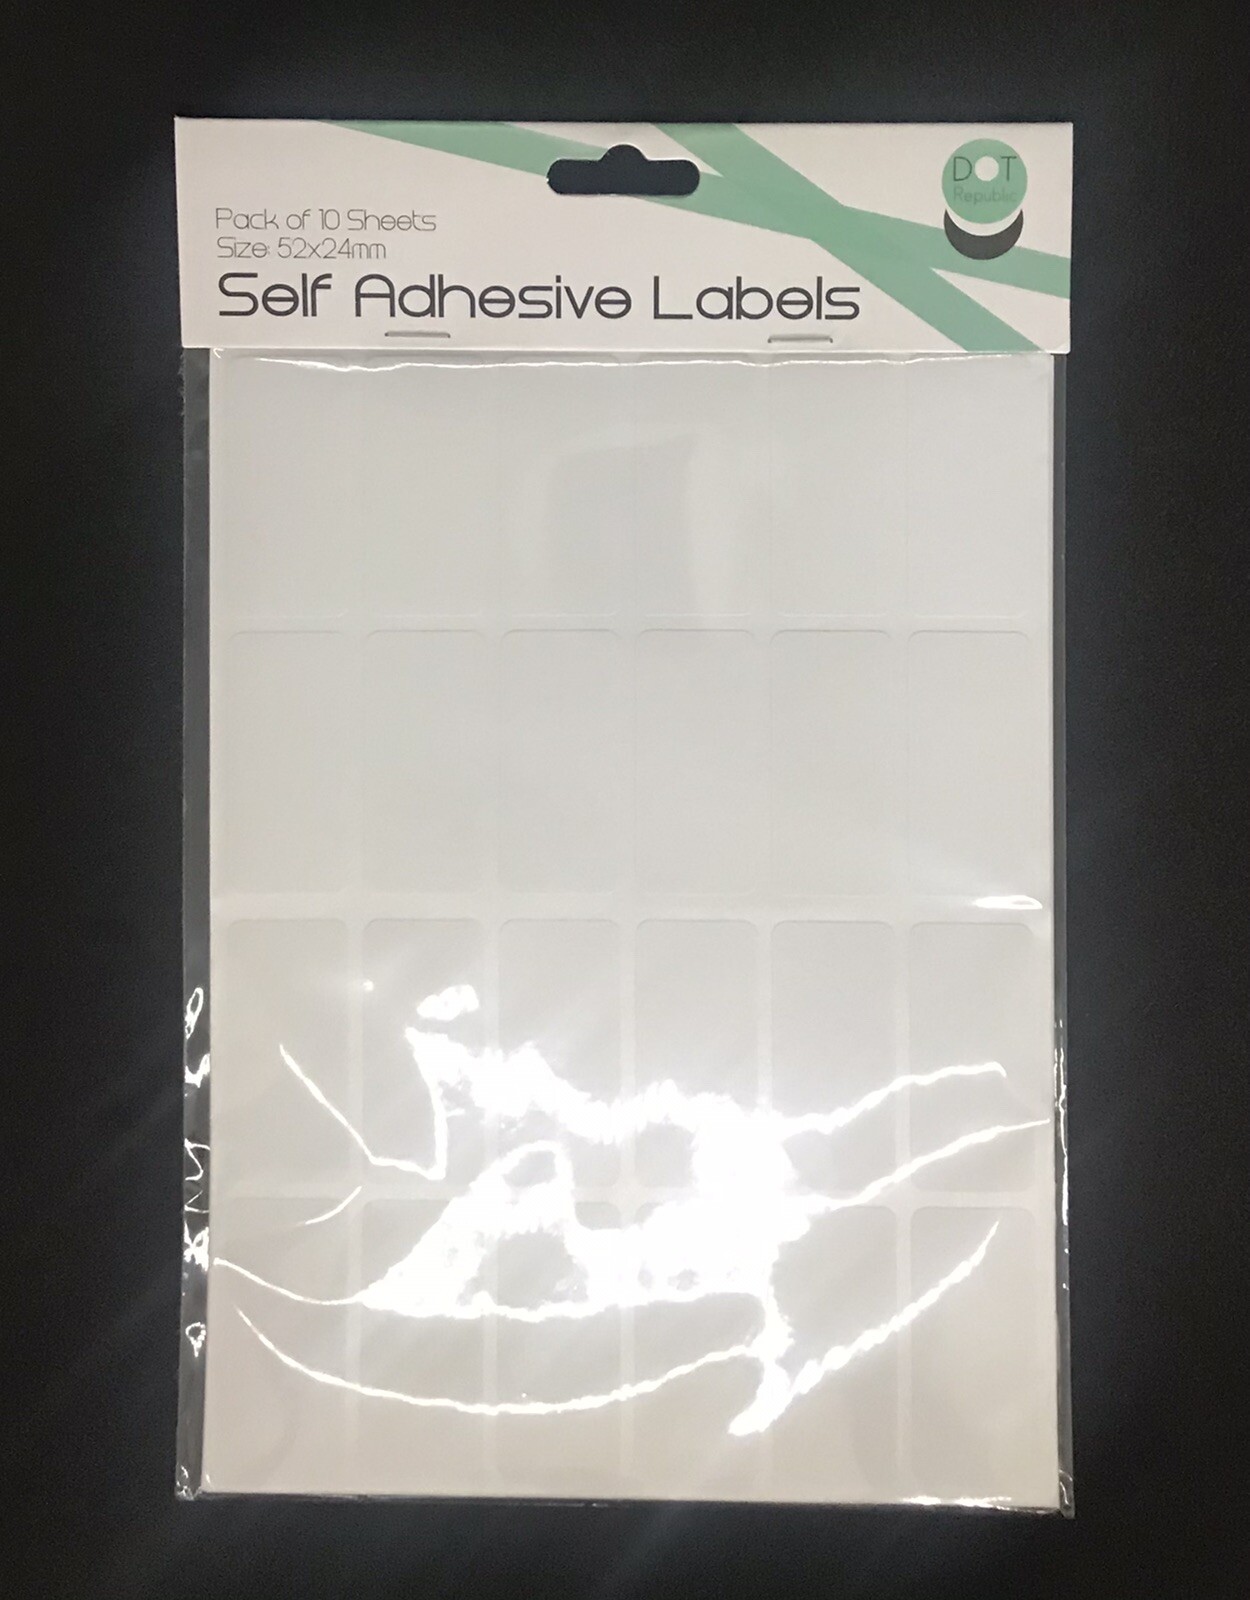 DOT
Republic
Pack of 10 Sheets
Size: 52x24mm
Self Adhesive Labels